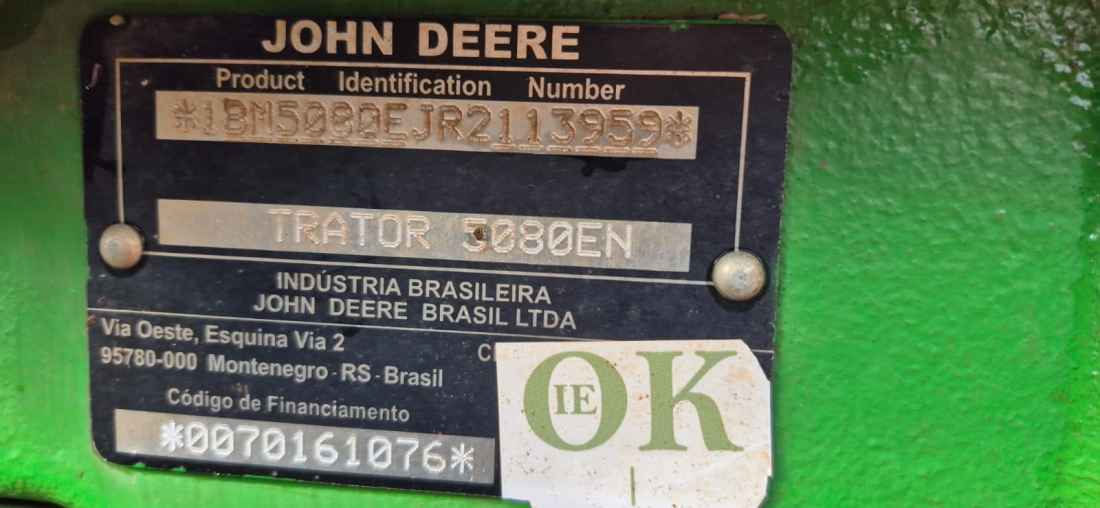 JOHN DEERE
Product Identification Number
*1BM5080EJR2113959*
TRATOR 5080EN
INDÚSTRIA BRASILEIRA
JOHN DEERE BRASIL LTDA
Via Oeste, Esquina Via 2
95780-000 Montenegro - RS - Brasil
Código de Financiamento
*0070161076*
IE
OK